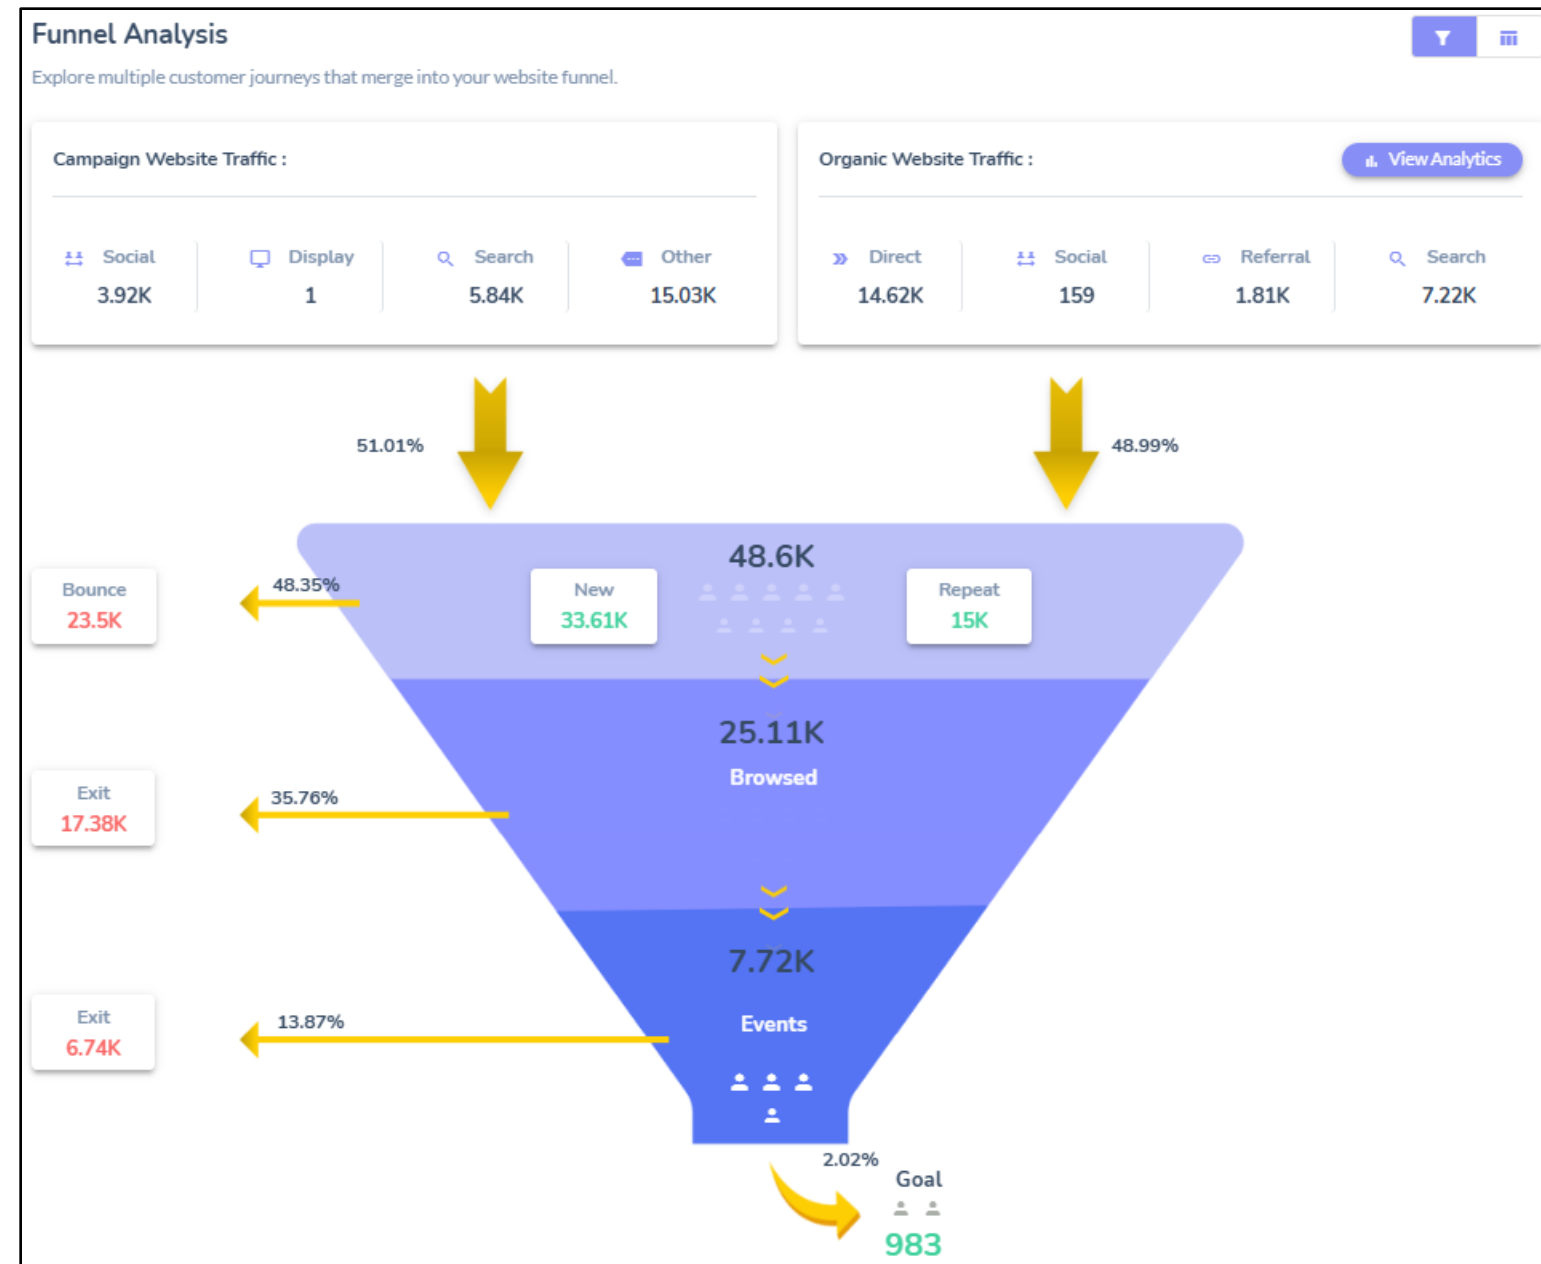 Funnel Analysis
Explore multiple customer journeys that merge into your website funnel.
Campaign Website Traffic :
Social
3.92K
Display
1
Search
5.84K
Other
15.03K
Organic Website Traffic :
View Analytics
Direct
14.62K
Social
159
Referral
1.81K
Search
7.22K
51.01%
48.99%
48.6K
Bounce
23.5K
48.35%
New
33.61K
Repeat
15K
25.11K
Browsed
Exit
17.38K
35.76%
7.72K
Events
Exit
6.74K
13.87%
2.02%
Goal
983